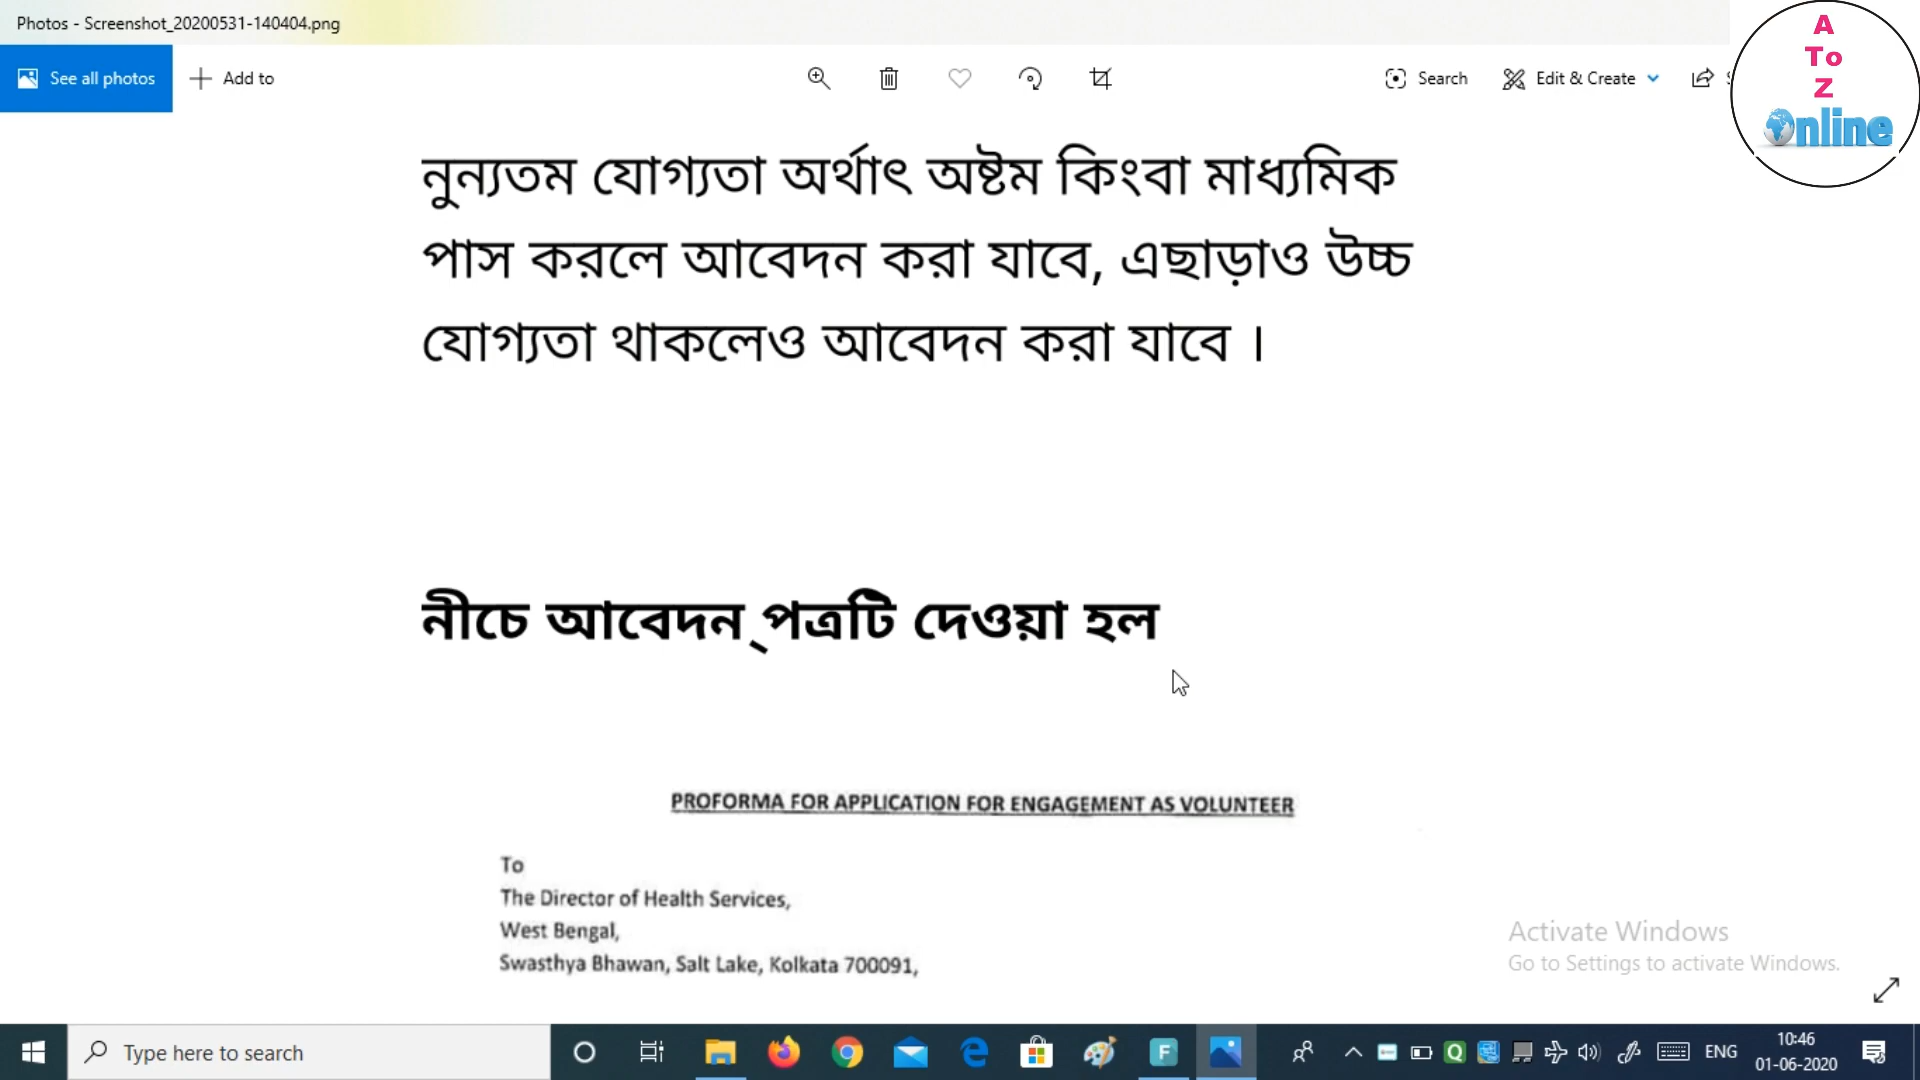 Photos - Screenshot_20200531-140404.png
See all photos
Add to
Search
Edit & Create
A
To
Z
Online
নুন্যতম যোগ্যতা অর্থাৎ অষ্টম কিংবা মাধ্যমিক
পাস করলে আবেদন করা যাবে, এছাড়াও উচ্চ
যোগ্যতা থাকলেও আবেদন করা যাবে ।
নীচে আবেদন ্পত্রটি দেওয়া হল
PROFORMA FOR APPLICATION FOR ENGAGEMENT AS VOLUNTEER
To
The Director of Health Services,
West Bengal,
Swasthya Bhawan, Salt Lake, Kolkata 700091,
Activate Windows
Go to Settings to activate Windows.
Type here to search
ENG
10:46
01-06-2020